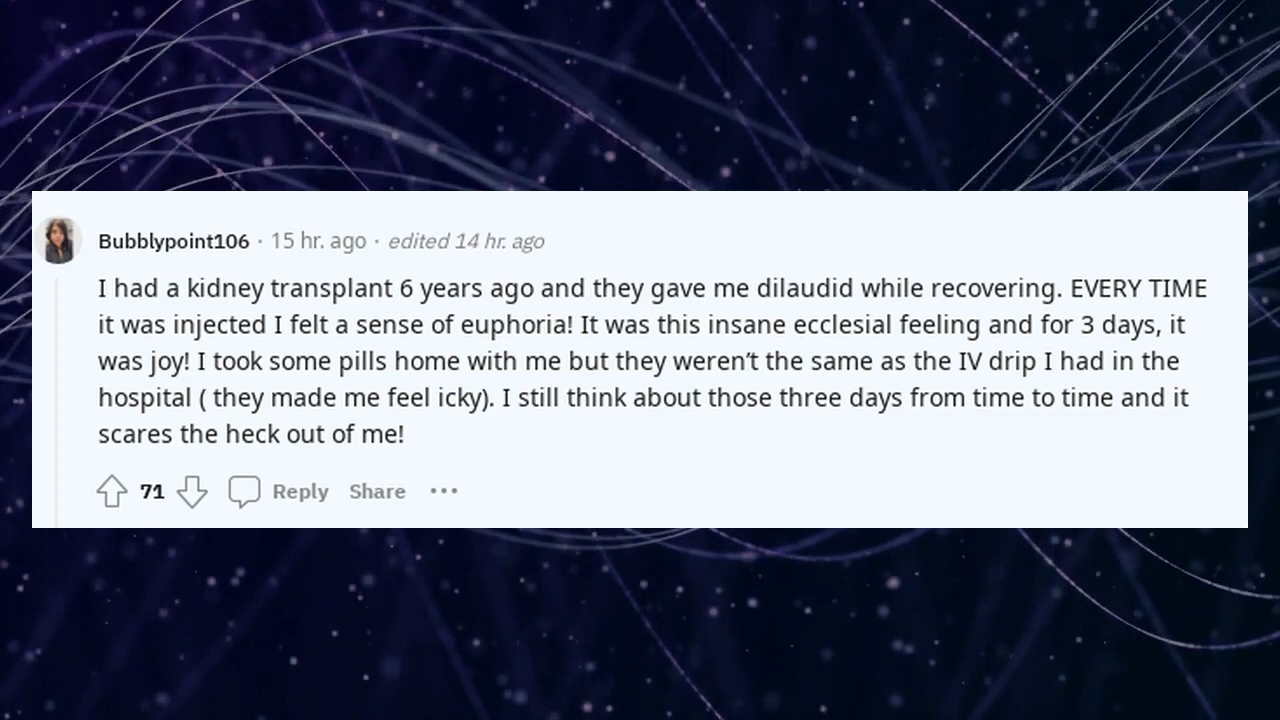 Bubblypoint106 · 15 hr. ago · edited 14 hr. ago
I had a kidney transplant 6 years ago and they gave me dilaudid while recovering. EVERY TIME
it was injected I felt a sense of euphoria! It was this insane ecclesial feeling and for 3 days, it
was joy! I took some pills home with me but they weren’t the same as the IV drip I had in the
hospital ( they made me feel icky). I still think about those three days from time to time and it
scares the heck out of me!
71 Reply Share ···